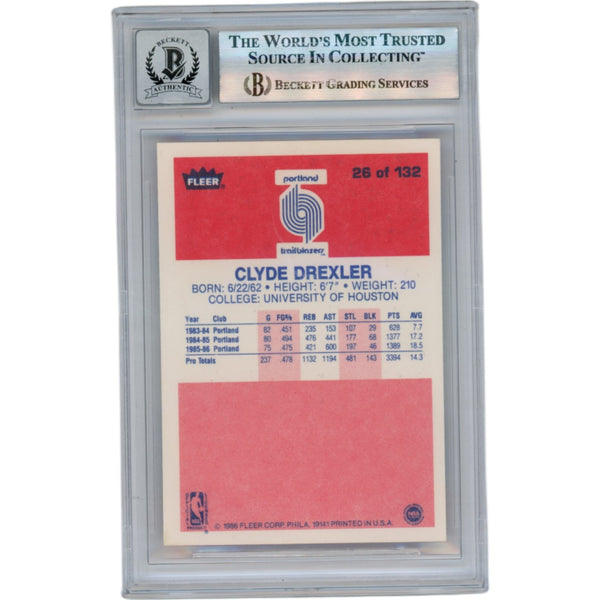 BECKETT
B
AUTHENTIC
THE WORLD'S MOST TRUSTED
SOURCE IN COLLECTING™
B BECKETT GRADING SERVICES
FLEER
portland
26 of 132
trailblazers
CLYDE DREXLER
BORN: 6/22/62 • HEIGHT: 6'7" • WEIGHT: 210
COLLEGE: UNIVERSITY OF HOUSTON
Year Club G FG% REB AST STL BLK PTS AVG
1983-84 Portland 82 .451 235 153 107 29 628 7.7
1984-85 Portland 80 .494 476 441 177 68 1377 17.2
1985-86 Portland 75 .475 421 600 197 46 1389 18.5
Pro Totals 237 .478 1132 1194 481 143 3394 14.3
NBA
© 1986 FLEER CORP. PHILA. 19141 PRINTED IN U.S.A.